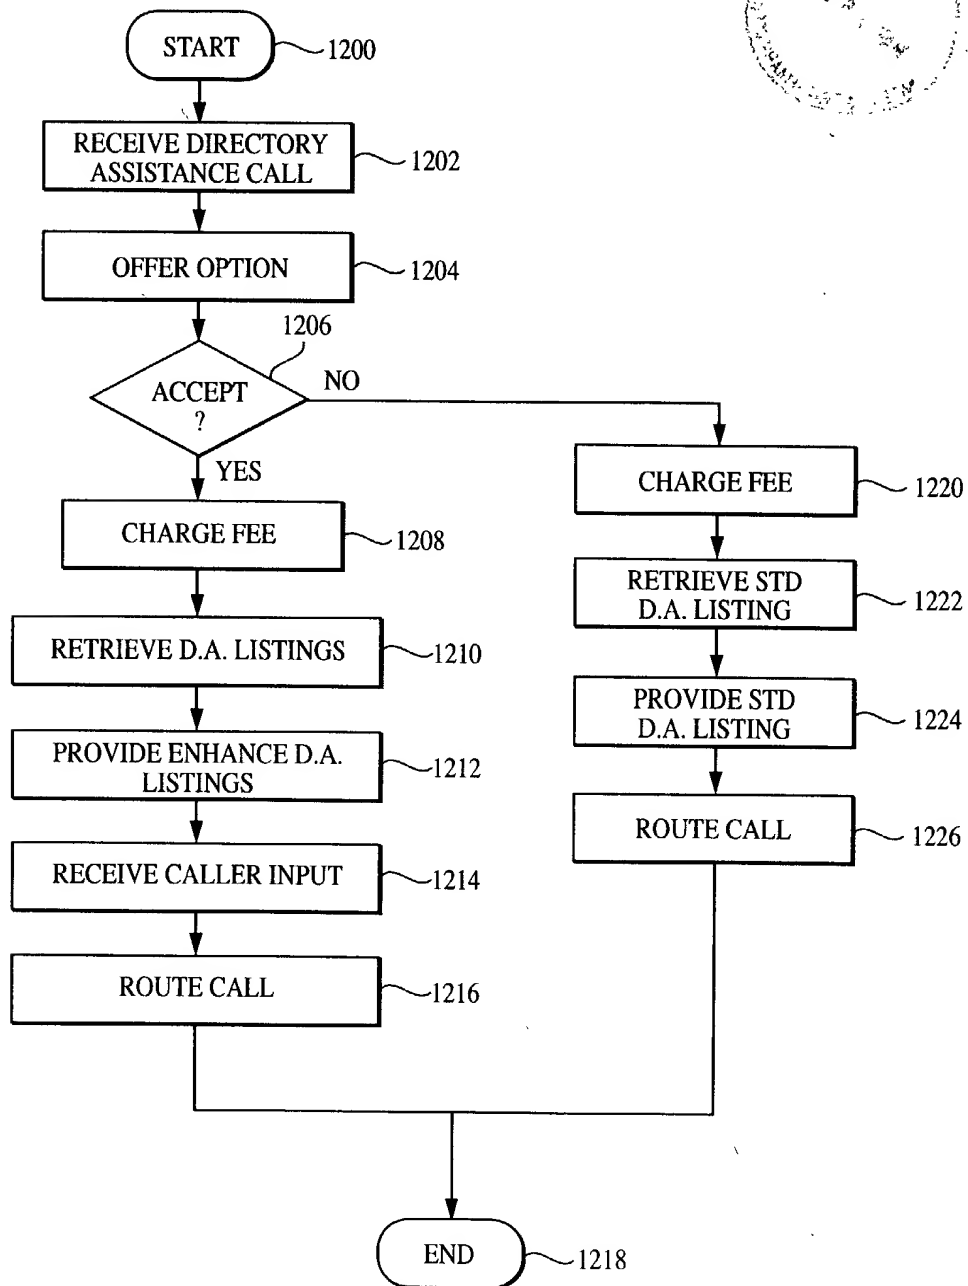 START
1200
RECEIVE DIRECTORY
ASSISTANCE CALL
1202
OFFER OPTION
1204
1206
ACCEPT
?
NO
YES
CHARGE FEE
1208
RETRIEVE D.A. LISTINGS
1210
PROVIDE ENHANCE D.A.
LISTINGS
1212
RECEIVE CALLER INPUT
1214
ROUTE CALL
1216
CHARGE FEE
1220
RETRIEVE STD
D.A. LISTING
1222
PROVIDE STD
D.A. LISTING
1224
ROUTE CALL
1226
END
1218